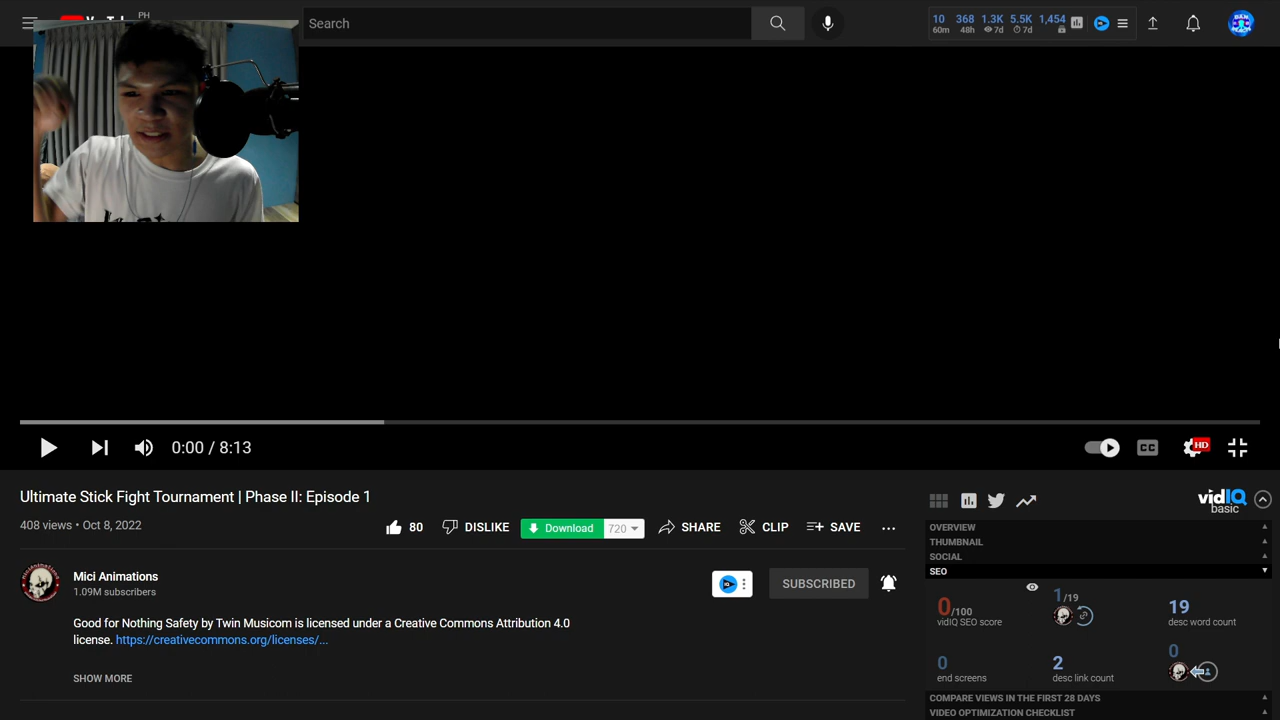 PH
Search
10 368 1.3K 5.5K 1,454
60m 48h 7d 7d
0:00 / 8:13
CC
HD
Ultimate Stick Fight Tournament | Phase II: Episode 1
408 views • Oct 8, 2022
80 DISLIKE Download 720 SHARE CLIP SAVE
Mici Animations
1.09M subscribers
SUBSCRIBED
Good for Nothing Safety by Twin Musicom is licensed under a Creative Commons Attribution 4.0
license. https://creativecommons.org/licenses/...
SHOW MORE
vidIQ
basic
OVERVIEW
THUMBNAIL
SOCIAL
SEO
0/100
vidIQ SEO score
1/19
19
desc word count
0
end screens
2
desc link count
0
COMPARE VIEWS IN THE FIRST 28 DAYS
VIDEO OPTIMIZATION CHECKLIST